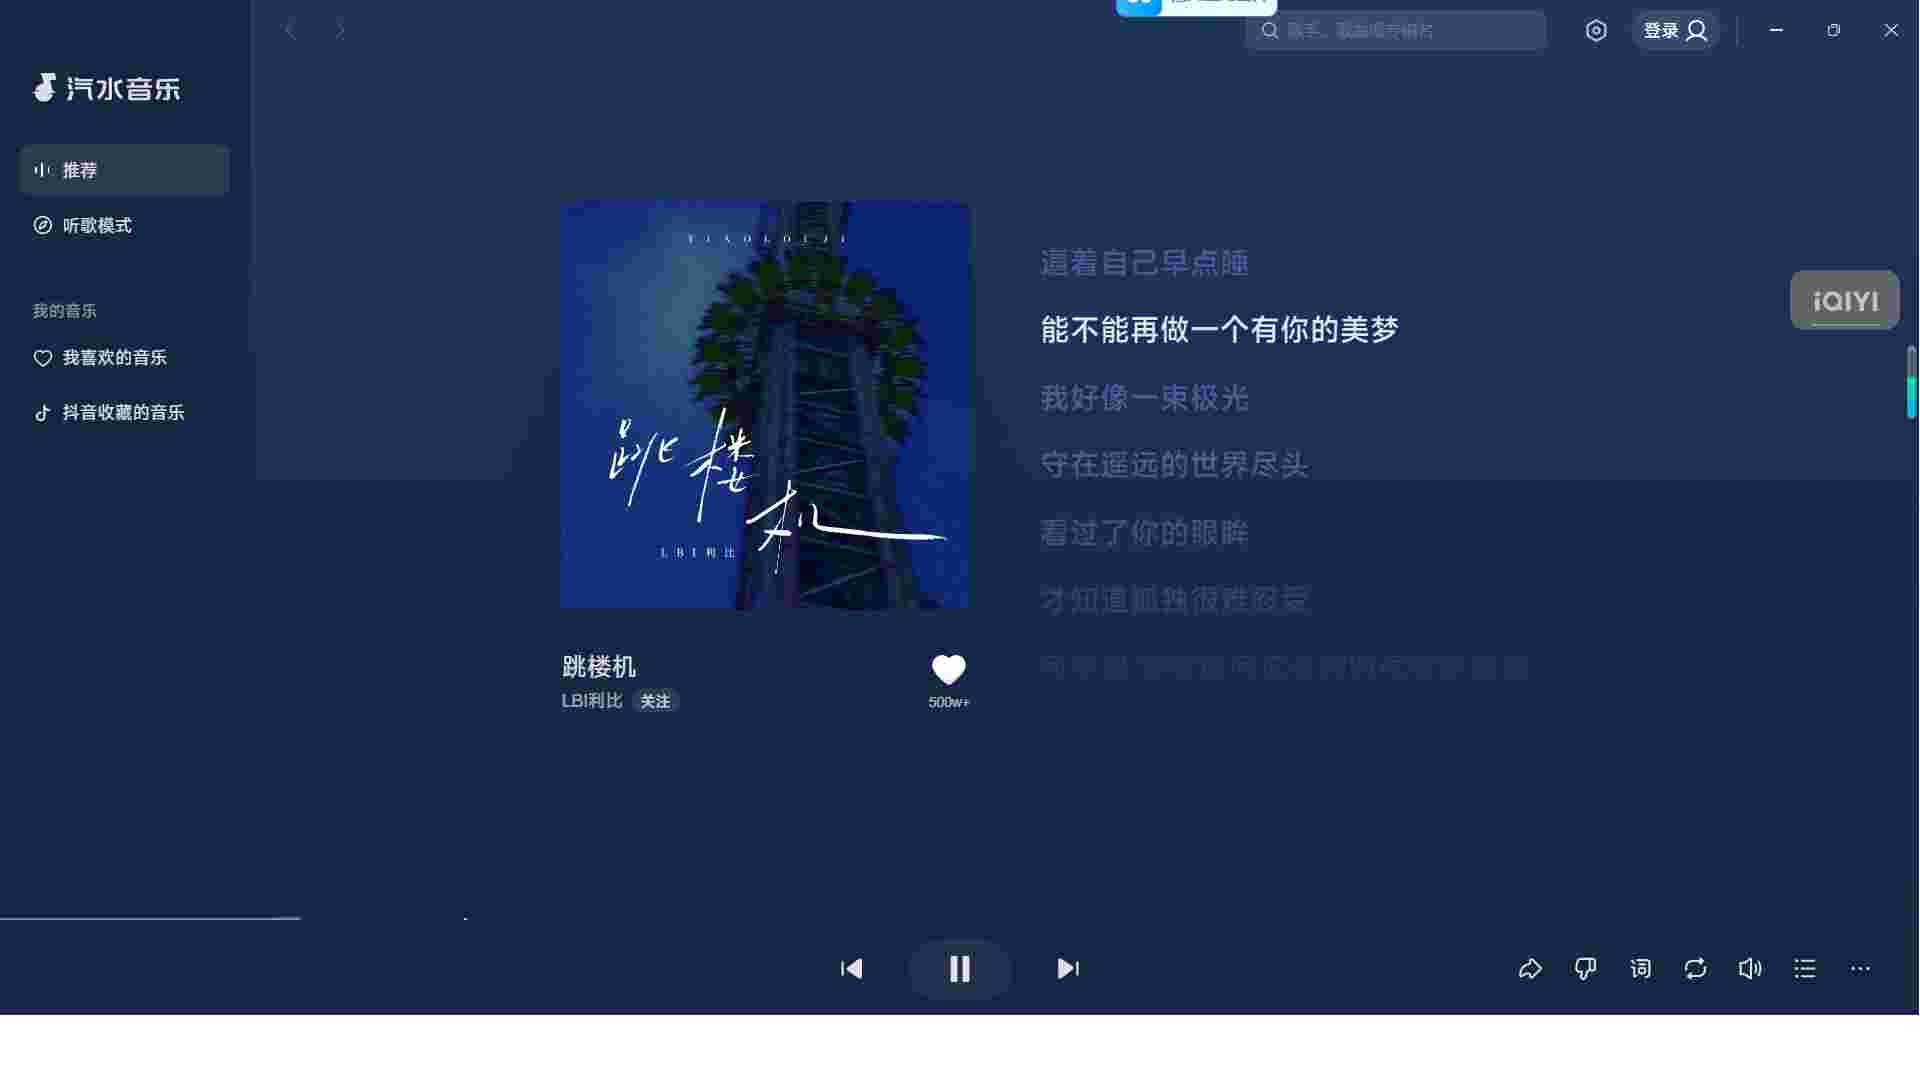 登录
汽水音乐
推荐
听歌模式
我的音乐
我喜欢的音乐
抖音收藏的音乐
TIAOLOUJI
跳楼机
LBI利比
逼着自己早点睡
能不能再做一个有你的美梦
我好像一束极光
守在遥远的世界尽头
看过了你的眼眸
才知道孤独很难忍受
iQIYI
跳楼机
LBI利比 关注
500w+
词